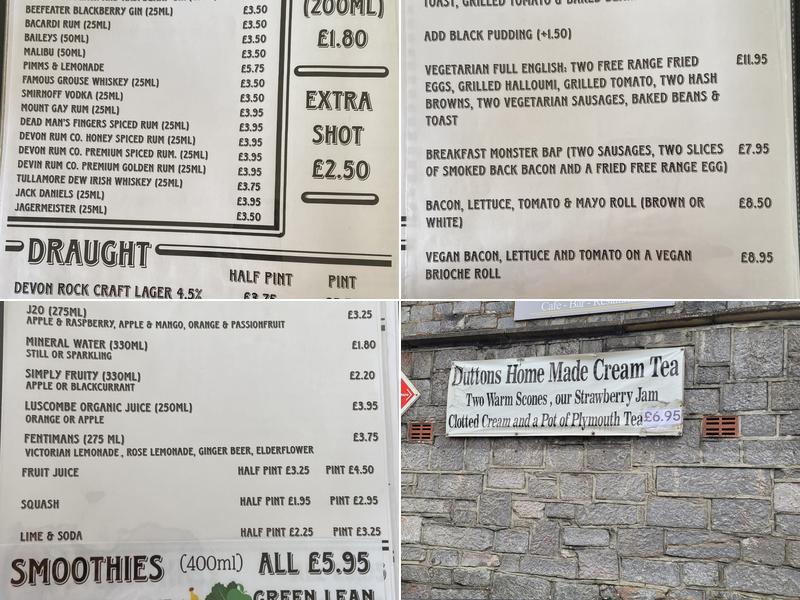 BEEFEATER BLACKBERRY GIN (25ML) £3.50
BACARDI RUM (25ML) £3.50
BAILEYS (50ML) £3.50
MALIBU (50ML) £3.50
PIMMS & LEMONADE £5.75
FAMOUS GROUSE WHISKEY (25ML) £3.50
SMIRNOFF VODKA (25ML) £3.50
MOUNT GAY RUM (25ML) £3.95
DEAD MAN'S FINGERS SPICED RUM (25ML) £3.95
DEVON RUM CO. HONEY SPICED RUM (25ML) £3.95
DEVON RUM CO. PREMIUM SPICED RUM. (25ML) £3.95
DEVIN RUM CO. PREMIUM GOLDEN RUM (25ML) £3.95
TULLAMORE DEW IRISH WHISKEY (25ML) £3.75
JACK DANIELS (25ML) £3.95
JAGERMEISTER (25ML) £3.50
(200ML)
£1.80
EXTRA
SHOT
£2.50
DRAUGHT
HALF PINT PINT
DEVON ROCK CRAFT LAGER 4.5% £3.75
TOAST, GRILLED TOMATO & BAKED
ADD BLACK PUDDING (+1.50)
VEGETARIAN FULL ENGLISH: TWO FREE RANGE FRIED £11.95
EGGS, GRILLED HALLOUMI, GRILLED TOMATO, TWO HASH
BROWNS, TWO VEGETARIAN SAUSAGES, BAKED BEANS &
TOAST
BREAKFAST MONSTER BAP (TWO SAUSAGES, TWO SLICES £7.95
OF SMOKED BACK BACON AND A FRIED FREE RANGE EGG)
BACON, LETTUCE, TOMATO & MAYO ROLL (BROWN OR £8.50
WHITE)
VEGAN BACON, LETTUCE AND TOMATO ON A VEGAN £8.95
BRIOCHE ROLL
J2O (275ML) £3.25
APPLE & RASPBERRY, APPLE & MANGO, ORANGE & PASSIONFRUIT
MINERAL WATER (330ML) £1.80
STILL OR SPARKLING
SIMPLY FRUITY (330ML) £2.20
APPLE OR BLACKCURRANT
LUSCOMBE ORGANIC JUICE (250ML) £3.95
ORANGE OR APPLE
FENTIMANS (275 ML) £3.75
VICTORIAN LEMONADE , ROSE LEMONADE, GINGER BEER, ELDERFLOWER
FRUIT JUICE HALF PINT £3.25 PINT £4.50
SQUASH HALF PINT £1.95 PINT £2.95
LIME & SODA HALF PINT £2.25 PINT £3.25
SMOOTHIES (400ml) ALL £5.95
GREEN LEAN
Cafe - Bar -
Duttons Home Made Cream Tea
Two Warm Scones , our Strawberry Jam
Clotted Cream and a Pot of Plymouth Tea £6.95